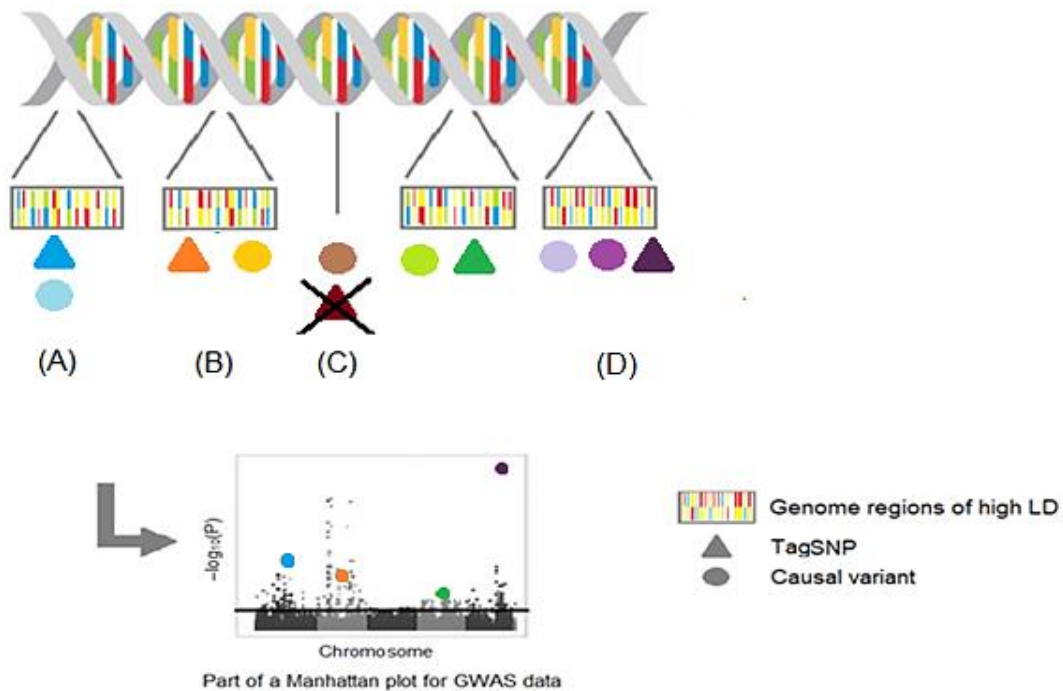 (A)
(B)
(C)
(D)
−log₁₀(P)
Chromosome
Part of a Manhattan plot for GWAS data
Genome regions of high LD
TagSNP
Causal variant